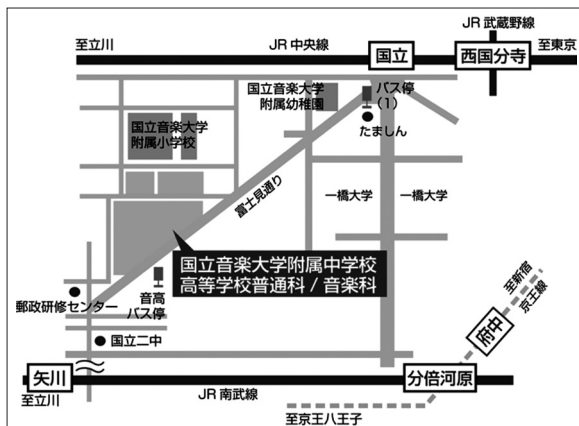 JR 武蔵野線
至立川
JR 中央線
国立
西国分寺
至東京
国立音楽大学
附属幼稚園
バス停
(1)
たましん
国立音楽大学
附属小学校
富士見通り
一橋大学
一橋大学
国立音楽大学附属中学校
高等学校普通科 / 音楽科
郵政研修センター
音高
バス停
国立二中
至新宿
京王線
府中
矢川
分倍河原
至立川
JR 南武線
至京王八王子